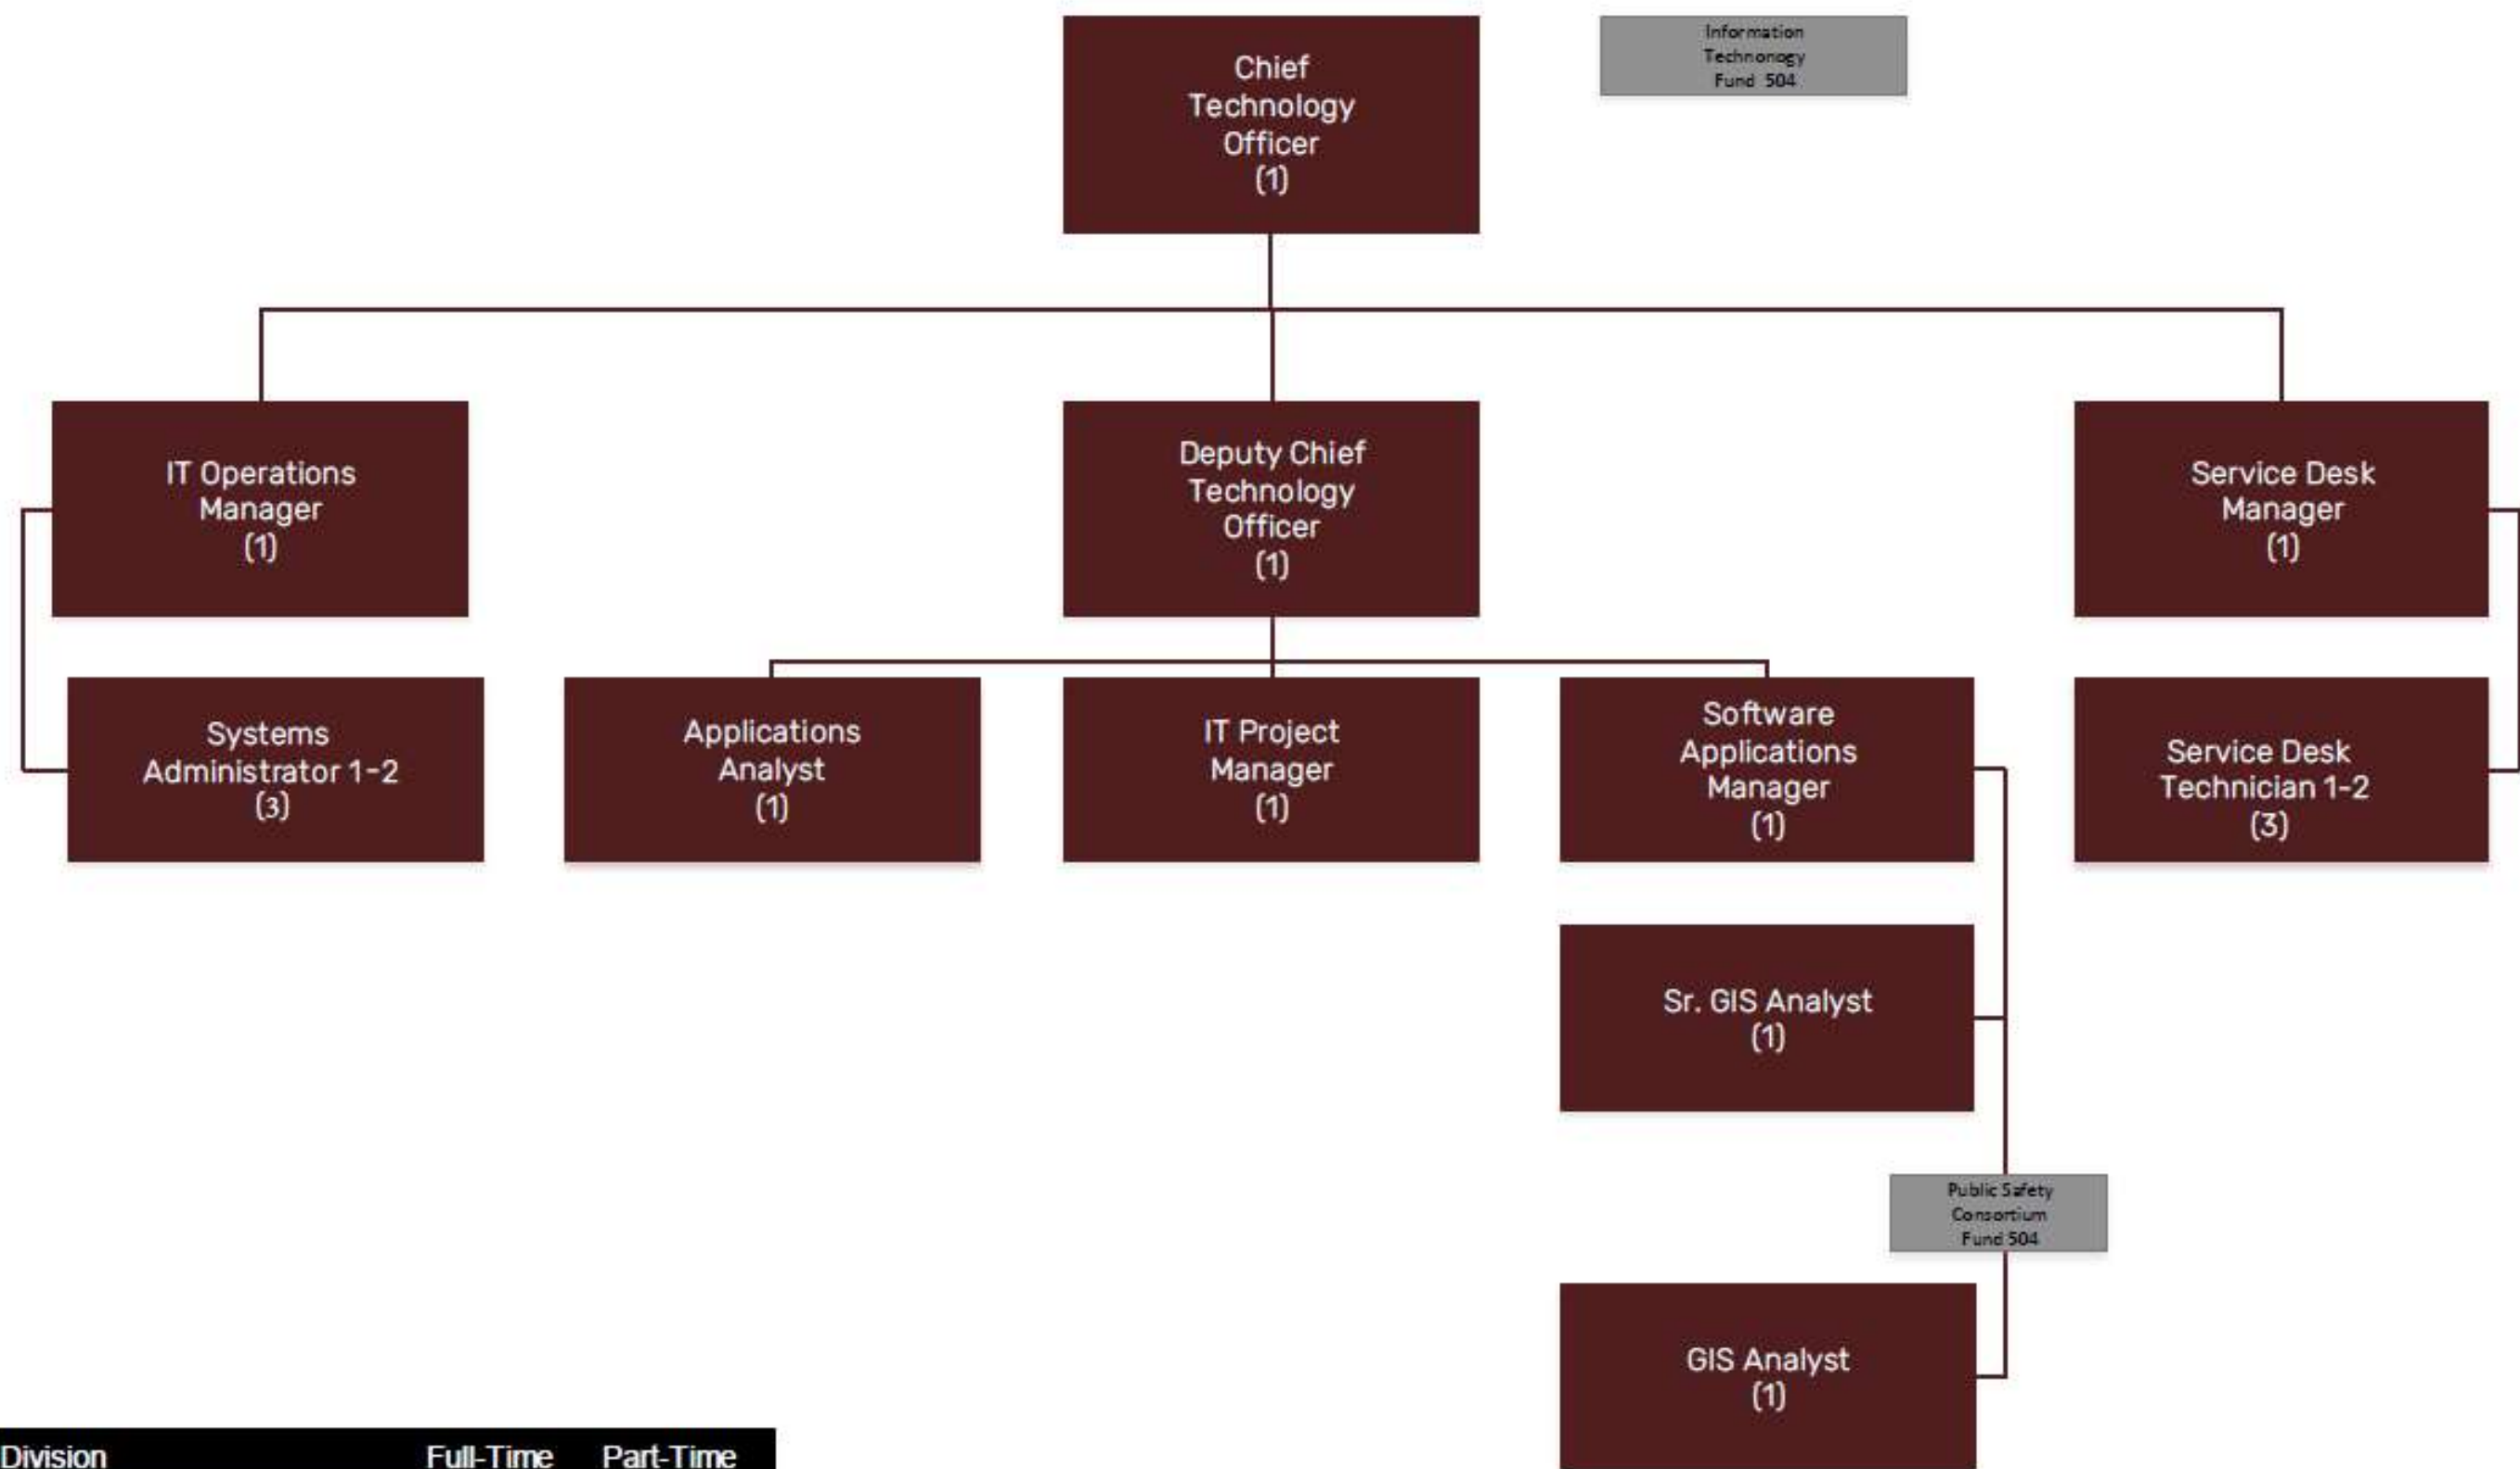 Chief
Technology
Officer
(1)
Information
Technonogy
Fund 504
IT Operations
Manager
(1)
Deputy Chief
Technology
Officer
(1)
Service Desk
Manager
(1)
Systems
Administrator 1-2
(3)
Applications
Analyst
(1)
IT Project
Manager
(1)
Software
Applications
Manager
(1)
Service Desk
Technician 1-2
(3)
Sr. GIS Analyst
(1)
Public Safety
Consortium
Fund 504
GIS Analyst
(1)
Division Full-Time Part-Time